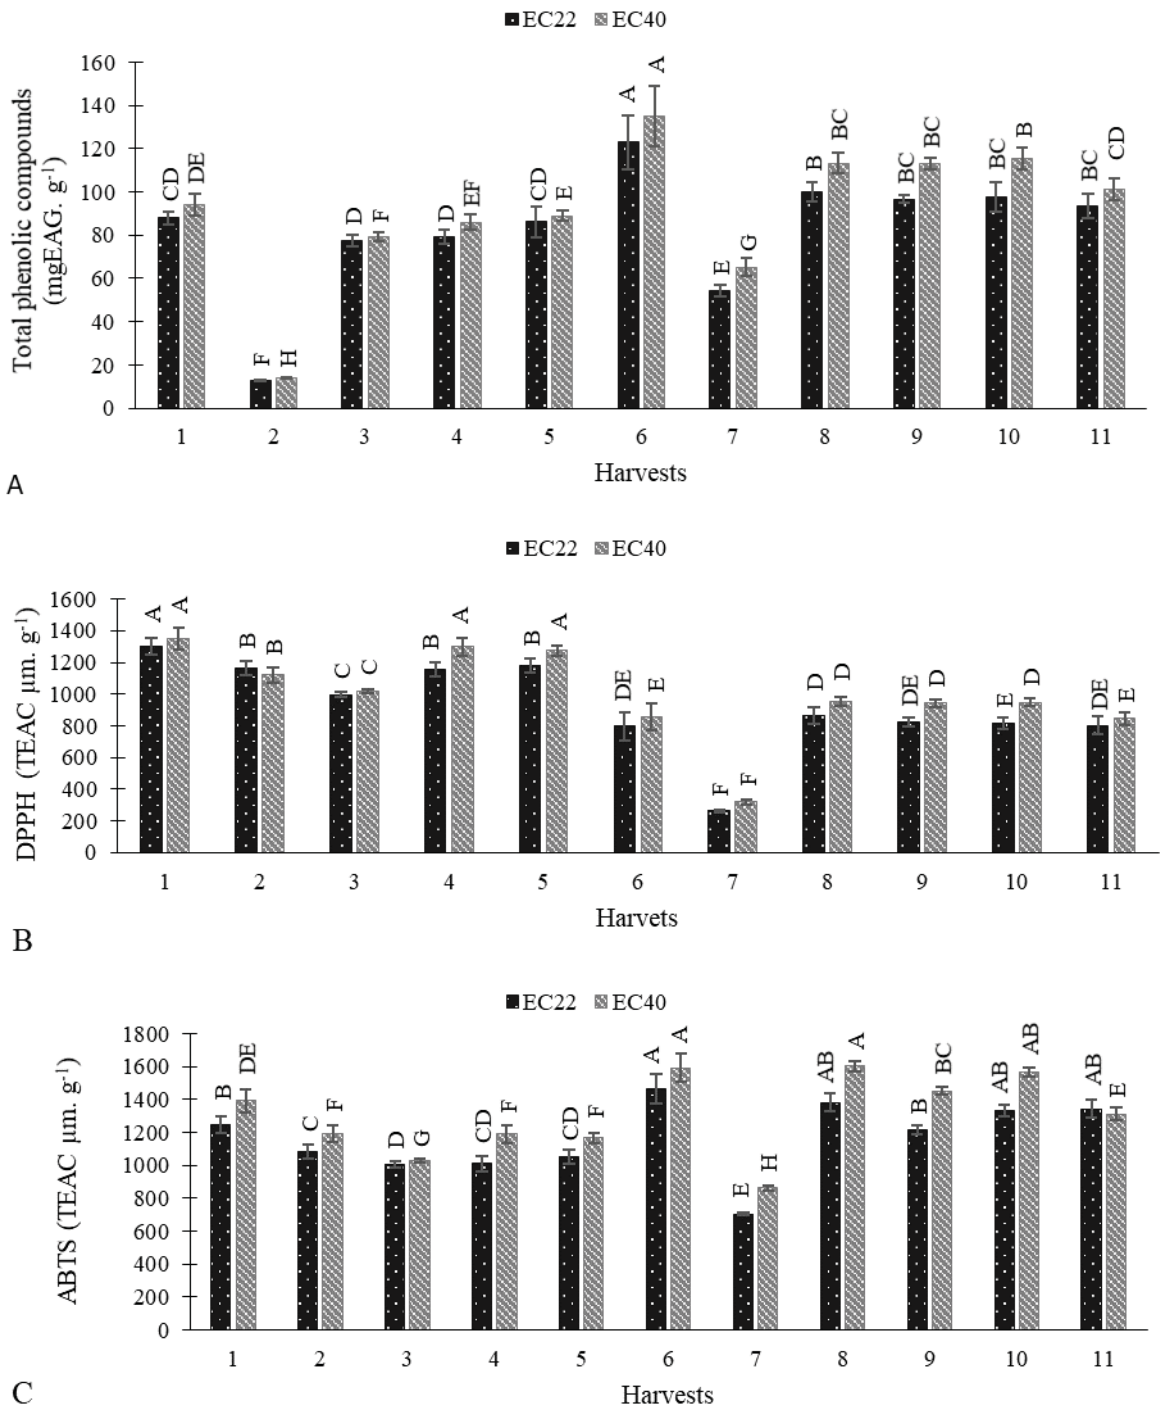 EC22 EC40
Total phenolic compounds
(mgEAG. g-1)
160
140
120
100
80
60
40
20
0
CD DE F H D F D EF CD E A A E G B BC BC BC BC B BC CD
1 2 3 4 5 6 7 8 9 10 11
Harvests
A
EC22 EC40
DPPH (TEAC µm. g-1)
1600
1400
1200
1000
800
600
400
200
0
A A B B C C B A B A DE E F F D D DE D E D DE E
1 2 3 4 5 6 7 8 9 10 11
Harvets
B
EC22 EC40
ABTS (TEAC µm. g-1)
1800
1600
1400
1200
1000
800
600
400
200
0
B DE C F D G CD F CD F A A E H AB A B BC AB AB AB E
1 2 3 4 5 6 7 8 9 10 11
Harvests
C